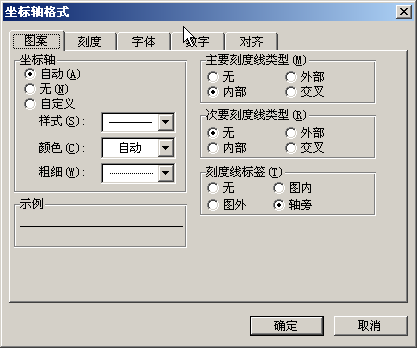 坐标轴格式
图案 刻度 字体 数字 对齐
坐标轴
自动(A)
无(N)
自定义
样式(S):
颜色(C): 自动
粗细(W):
示例
主要刻度线类型(M)
无 外部
内部 交叉
次要刻度线类型(R)
无 外部
内部 交叉
刻度线标签(T)
无 图内
图外 轴旁
确定 取消